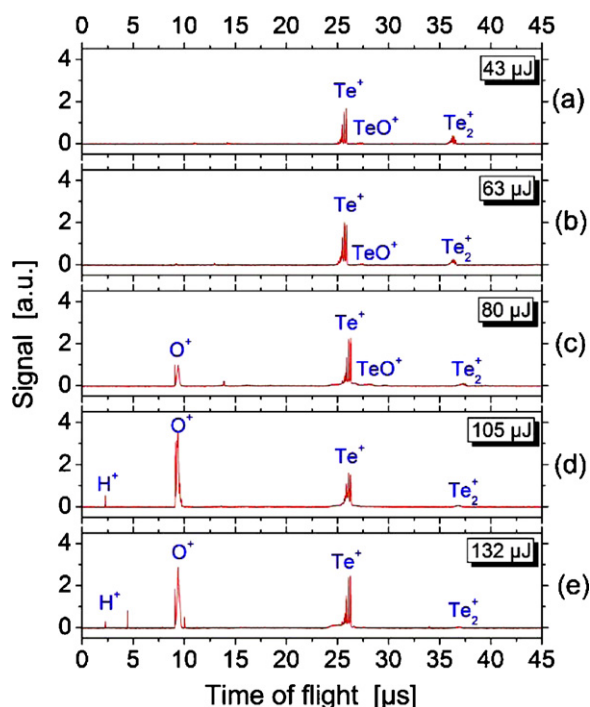 0 5 10 15 20 25 30 35 40 45
4
2
0
43 µJ
Te⁺
TeO⁺
Te₂⁺
(a)
4
2
0
63 µJ
Te⁺
TeO⁺
Te₂⁺
(b)
Signal [a.u.]
4
2
0
80 µJ
O⁺
Te⁺
TeO⁺
Te₂⁺
(c)
4
2
0
105 µJ
H⁺
O⁺
Te⁺
Te₂⁺
(d)
4
2
0
132 µJ
H⁺
O⁺
Te⁺
Te₂⁺
(e)
0 5 10 15 20 25 30 35 40 45
Time of flight [µs]